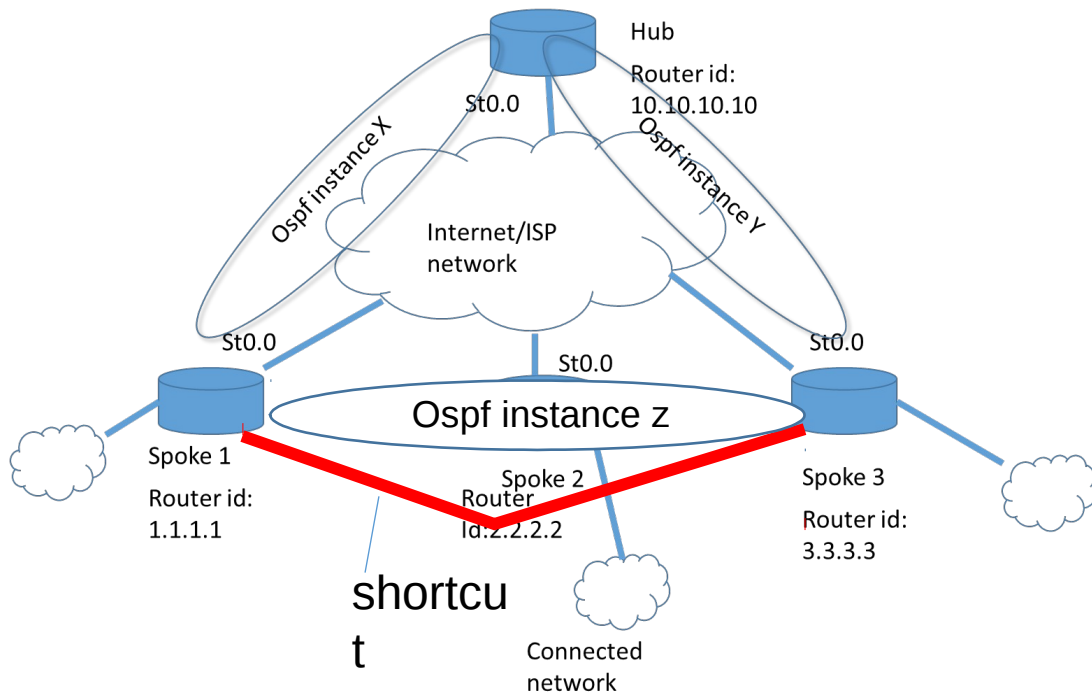 Hub
Router id:
10.10.10.10
St0.0
Ospf instance X
Ospf instance Y
Internet/ISP
network
St0.0
St0.0
St0.0
Ospf instance z
Spoke 1
Router id:
1.1.1.1
Spoke 2
Router
Id:2.2.2.2
Spoke 3
Router id:
3.3.3.3
shortcu
t
Connected
network